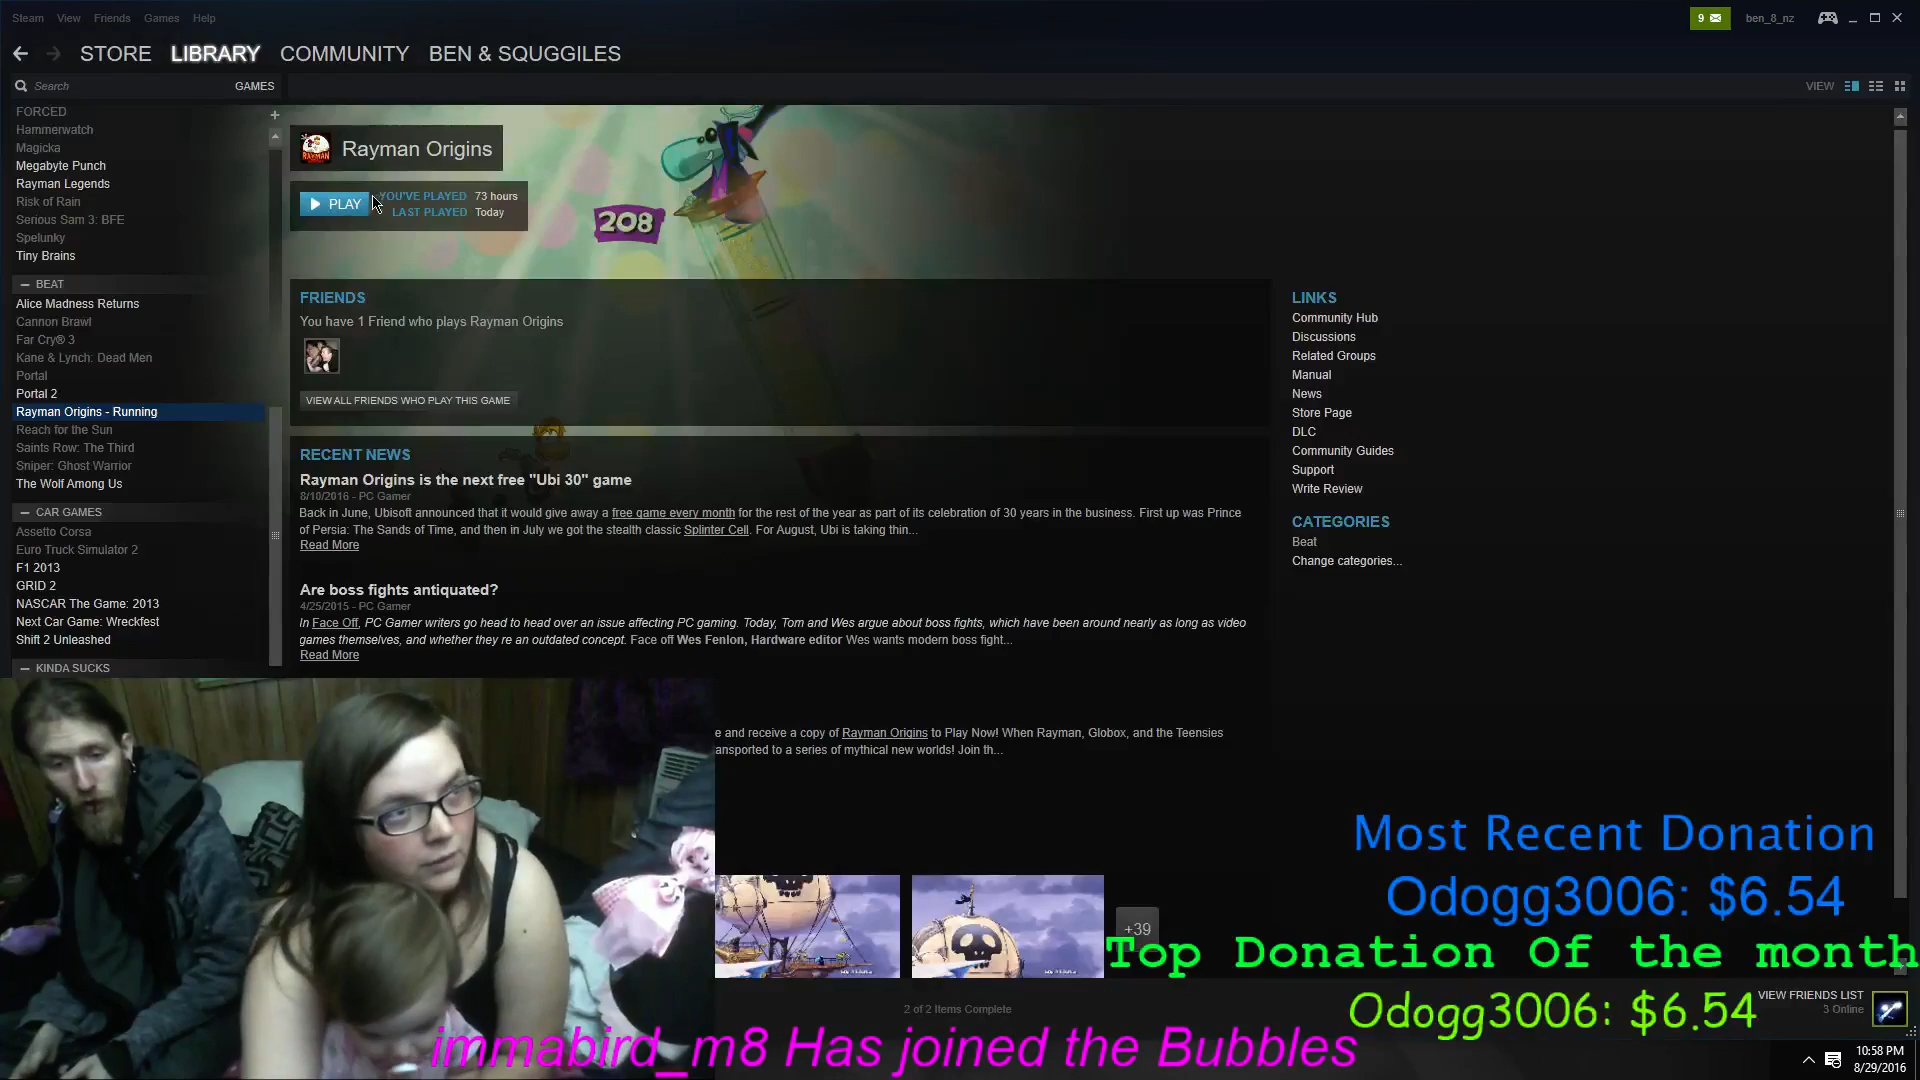 Steam View Friends Games Help
9 ben_8_nz
STORE LIBRARY COMMUNITY BEN & SQUGGILES
Search GAMES
VIEW
FORCED
Hammerwatch
Magicka
Megabyte Punch
Rayman Legends
Risk of Rain
Serious Sam 3: BFE
Spelunky
Tiny Brains
BEAT
Alice Madness Returns
Cannon Brawl
Far Cry® 3
Kane & Lynch: Dead Men
Portal
Portal 2
Rayman Origins - Running
Reach for the Sun
Saints Row: The Third
Sniper: Ghost Warrior
The Wolf Among Us
CAR GAMES
Assetto Corsa
Euro Truck Simulator 2
F1 2013
GRID 2
NASCAR The Game: 2013
Next Car Game: Wreckfest
Shift 2 Unleashed
KINDA SUCKS
Rayman Origins
PLAY
YOU'VE PLAYED 73 hours
LAST PLAYED Today
208
FRIENDS
You have 1 Friend who plays Rayman Origins
VIEW ALL FRIENDS WHO PLAY THIS GAME
RECENT NEWS
Rayman Origins is the next free "Ubi 30" game
8/10/2016 - PC Gamer
Back in June, Ubisoft announced that it would give away a free game every month for the rest of the year as part of its celebration of 30 years in the business. First up was Prince
of Persia: The Sands of Time, and then in July we got the stealth classic Splinter Cell. For August, Ubi is taking thin...
Read More
Are boss fights antiquated?
4/25/2015 - PC Gamer
In Face Off, PC Gamer writers go head to head over an issue affecting PC gaming. Today, Tom and Wes argue about boss fights, which have been around nearly as long as video
games themselves, and whether they re an outdated concept. Face off Wes Fenlon, Hardware editor Wes wants modern boss fight...
Read More
e and receive a copy of Rayman Origins to Play Now! When Rayman, Globox, and the Teensies
ansported to a series of mythical new worlds! Join th...
LINKS
Community Hub
Discussions
Related Groups
Manual
News
Store Page
DLC
Community Guides
Support
Write Review
CATEGORIES
Beat
Change categories...
+39
2 of 2 Items Complete
Most Recent Donation
Odogg3006: $6.54
Top Donation Of the month
Odogg3006: $6.54
VIEW FRIENDS LIST
3 Online
immabird_m8 Has joined the Bubbles
10:58 PM
8/29/2016